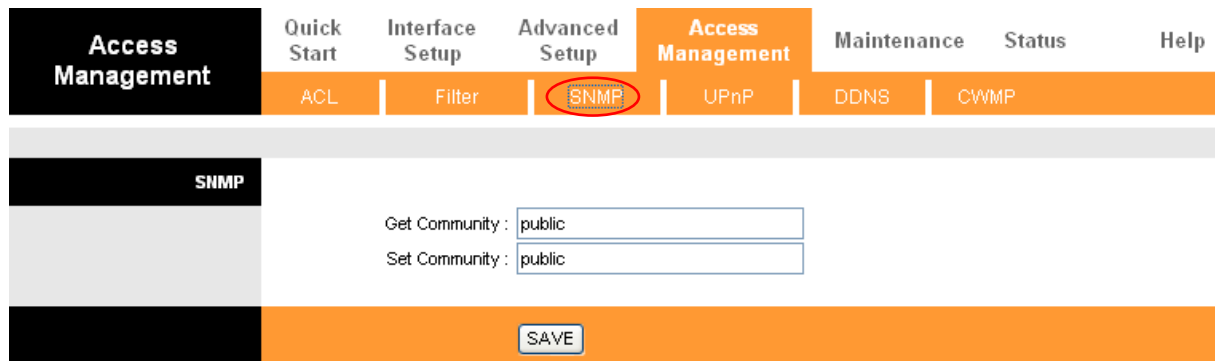 Access Management
Quick Start
Interface Setup
Advanced Setup
Access Management
Maintenance
Status
Help
ACL
Filter
SNMP
UPnP
DDNS
CWMP
SNMP
Get Community : public
Set Community : public
SAVE